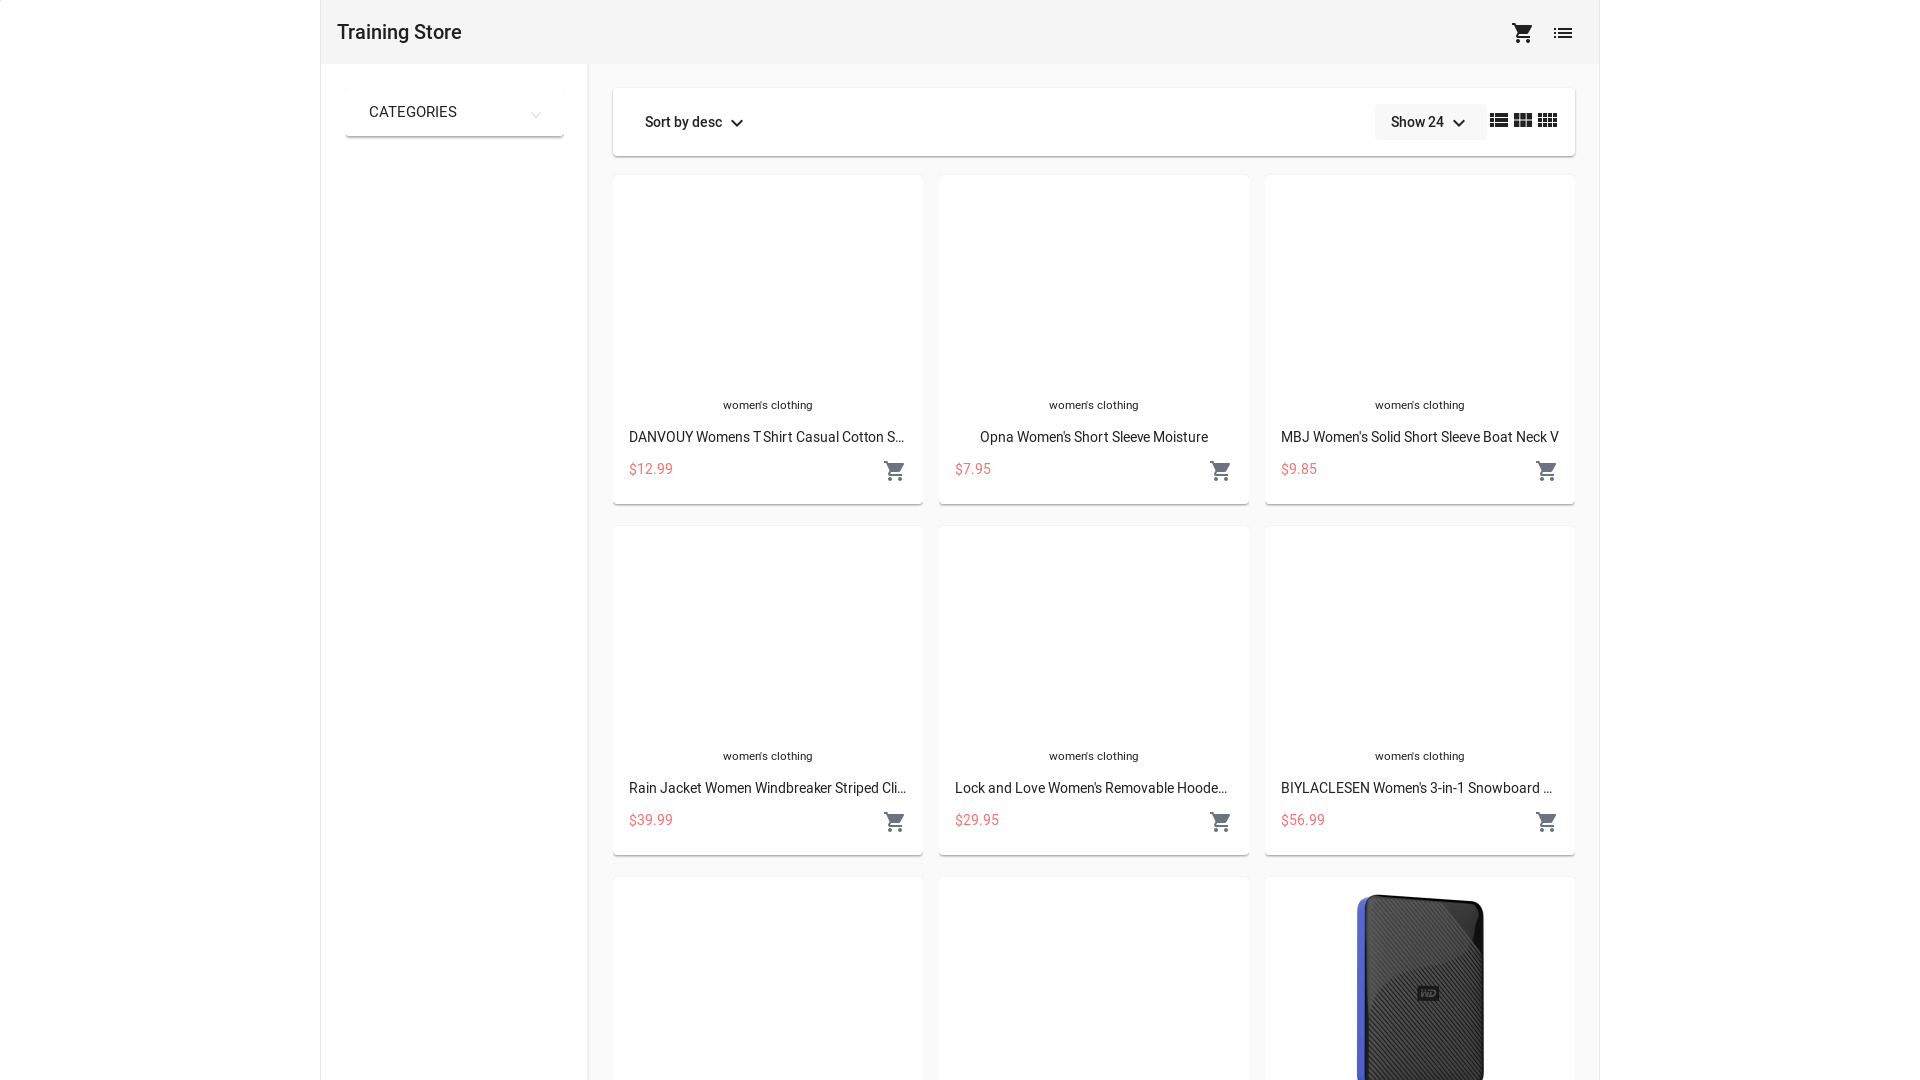 Training Store
CATEGORIES
Sort by desc
Show 24
women's clothing
DANVOUY Womens T Shirt Casual Cotton S...
$12.99
women's clothing
Opna Women's Short Sleeve Moisture
$7.95
women's clothing
MBJ Women's Solid Short Sleeve Boat Neck V
$9.85
women's clothing
Rain Jacket Women Windbreaker Striped Cli...
$39.99
women's clothing
Lock and Love Women's Removable Hoode...
$29.95
women's clothing
BIYLACLESEN Women's 3-in-1 Snowboard ...
$56.99
WD